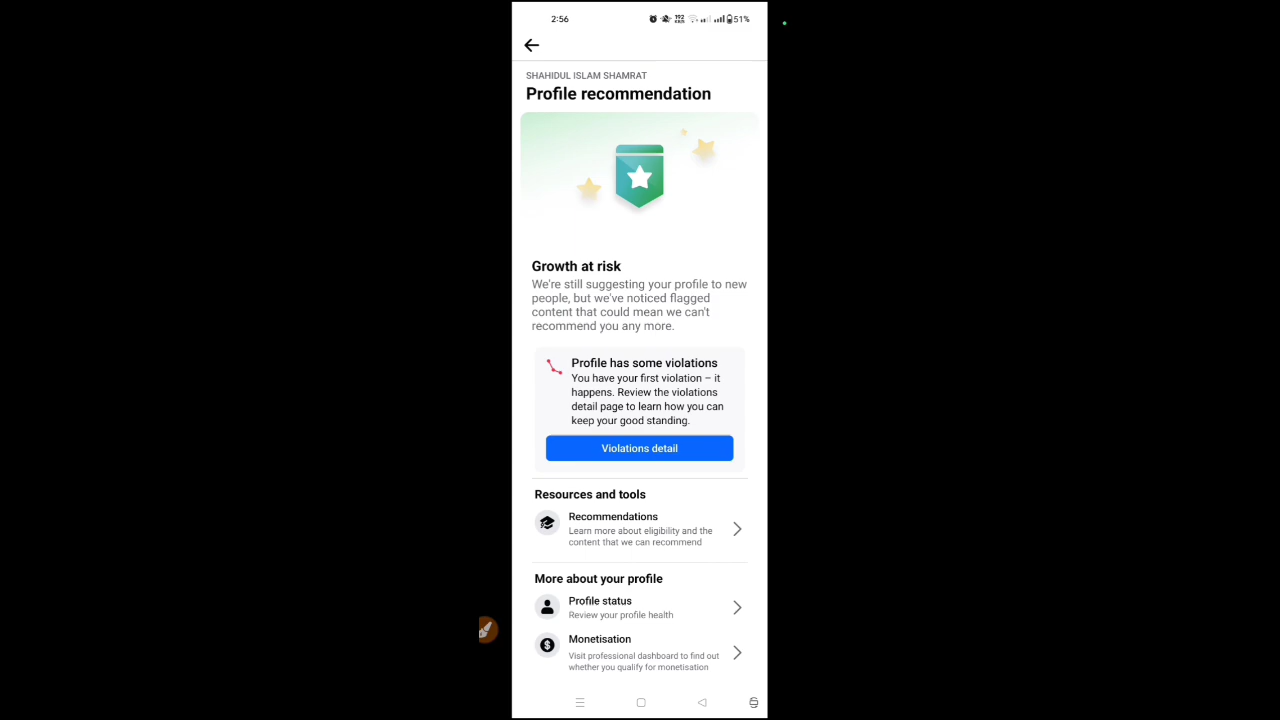 2:56
192
KB/S
51%
SHAHIDUL ISLAM SHAMRAT
Profile recommendation
Growth at risk
We're still suggesting your profile to new
people, but we've noticed flagged
content that could mean we can't
recommend you any more.
Profile has some violations
You have your first violation – it
happens. Review the violations
detail page to learn how you can
keep your good standing.
Violations detail
Resources and tools
Recommendations
Learn more about eligibility and the
content that we can recommend
More about your profile
Profile status
Review your profile health
Monetisation
Visit professional dashboard to find out
whether you qualify for monetisation